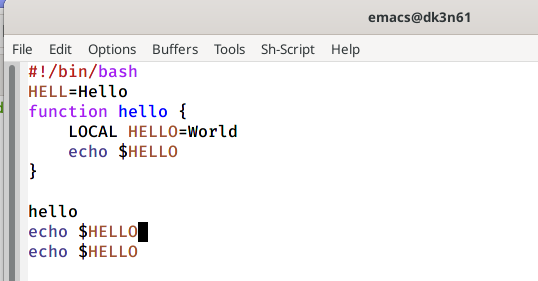 emacs@dk3n61
File Edit Options Buffers Tools Sh-Script Help
#!/bin/bash
HELL=Hello
function hello {
    LOCAL HELLO=World
    echo $HELLO
}
hello
echo $HELLO
echo $HELLO